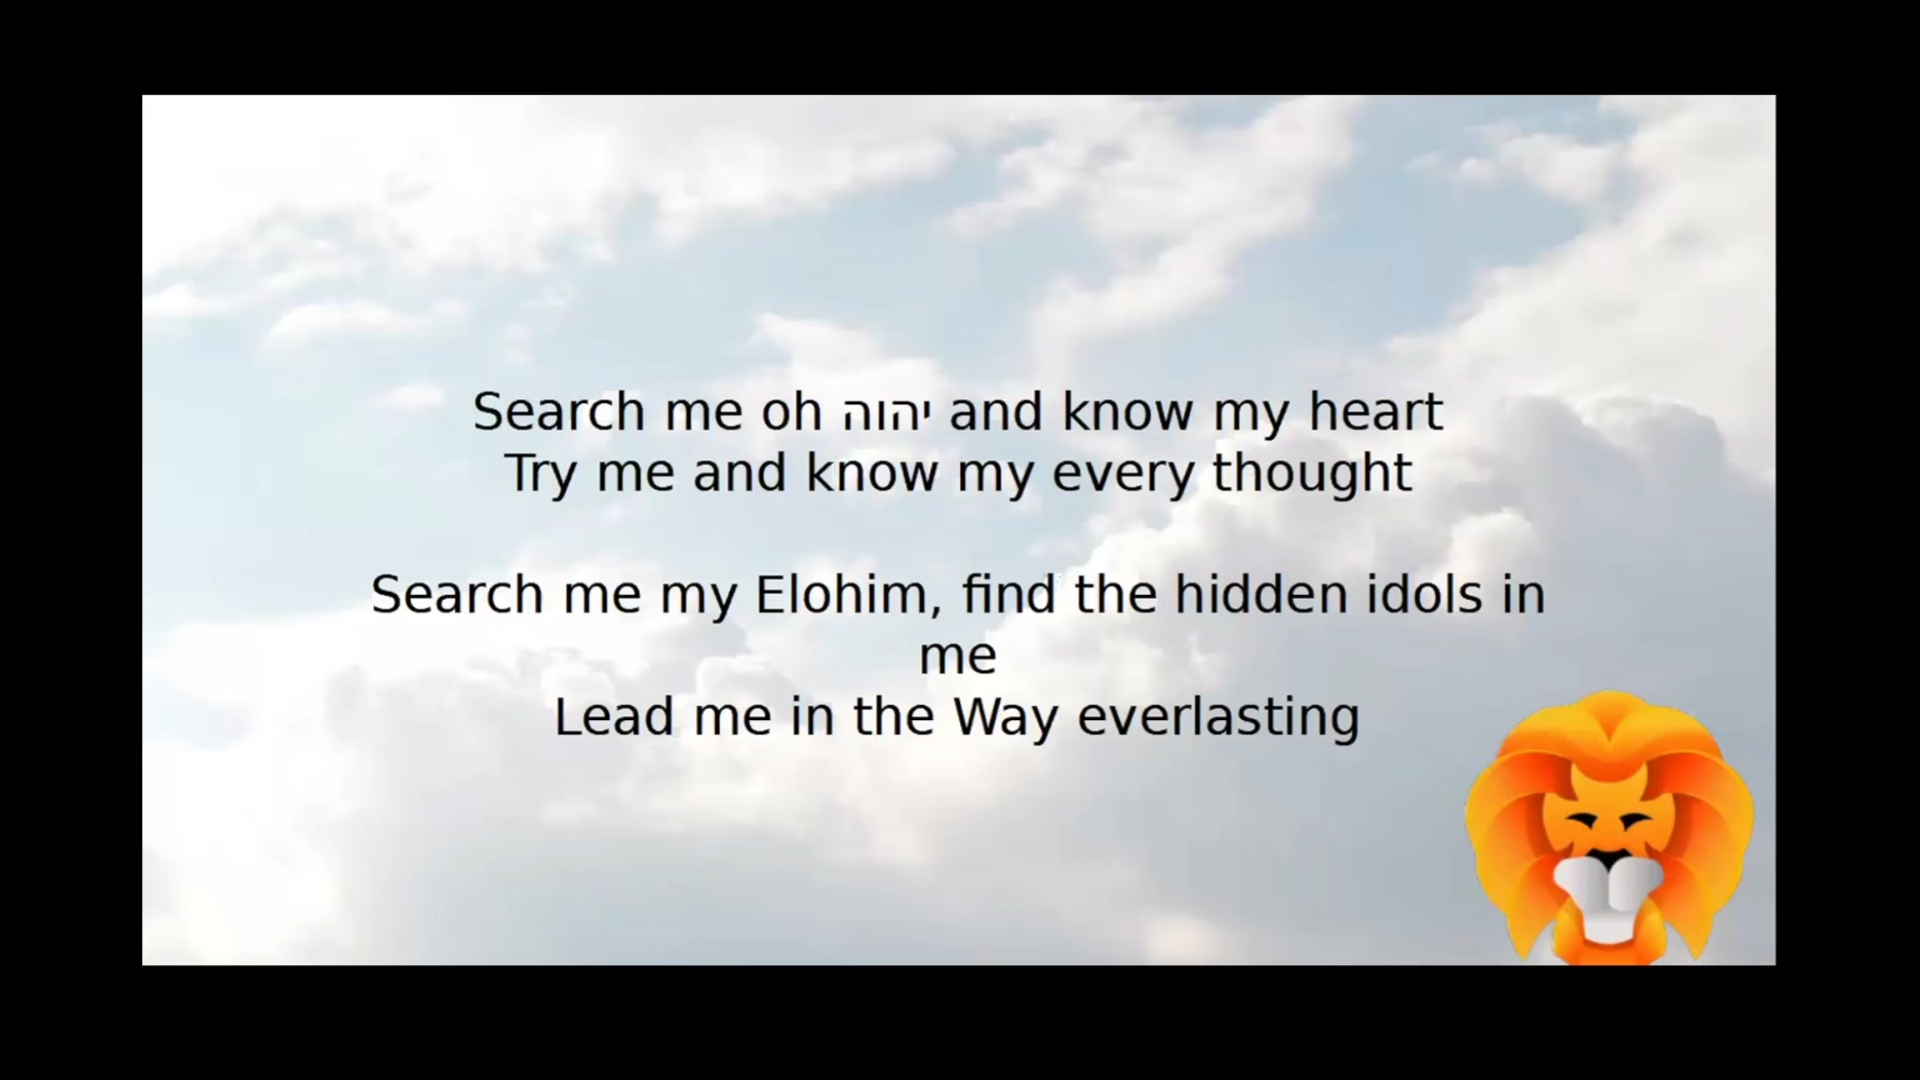 Search me oh יהוה and know my heart
Try me and know my every thought
Search me my Elohim, find the hidden idols in
me
Lead me in the Way everlasting